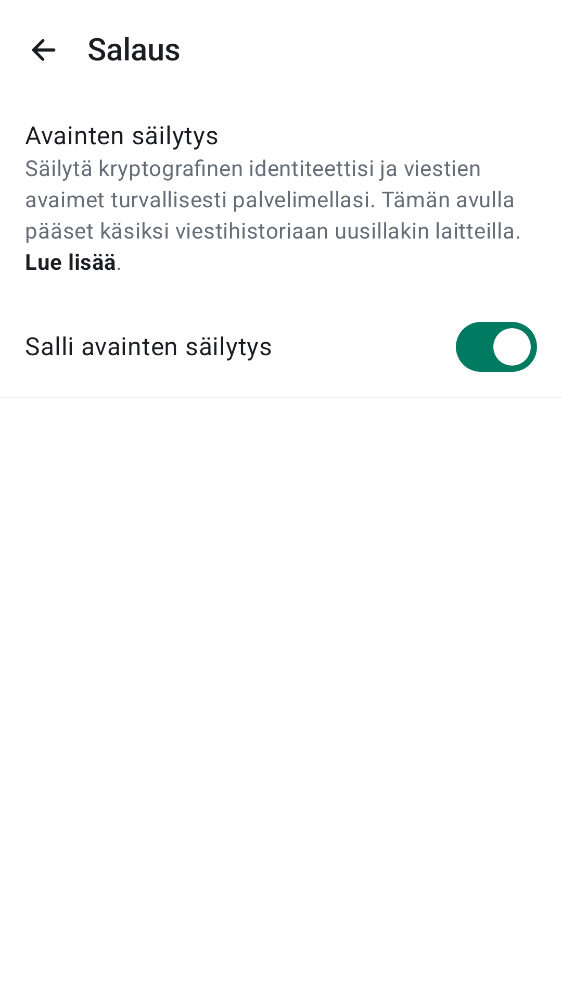 Salaus
Avainten säilytys
Säilytä kryptografinen identiteettisi ja viestien
avaimet turvallisesti palvelimellasi. Tämän avulla
pääset käsiksi viestihistoriaan uusillakin laitteilla.
Lue lisää.
Salli avainten säilytys